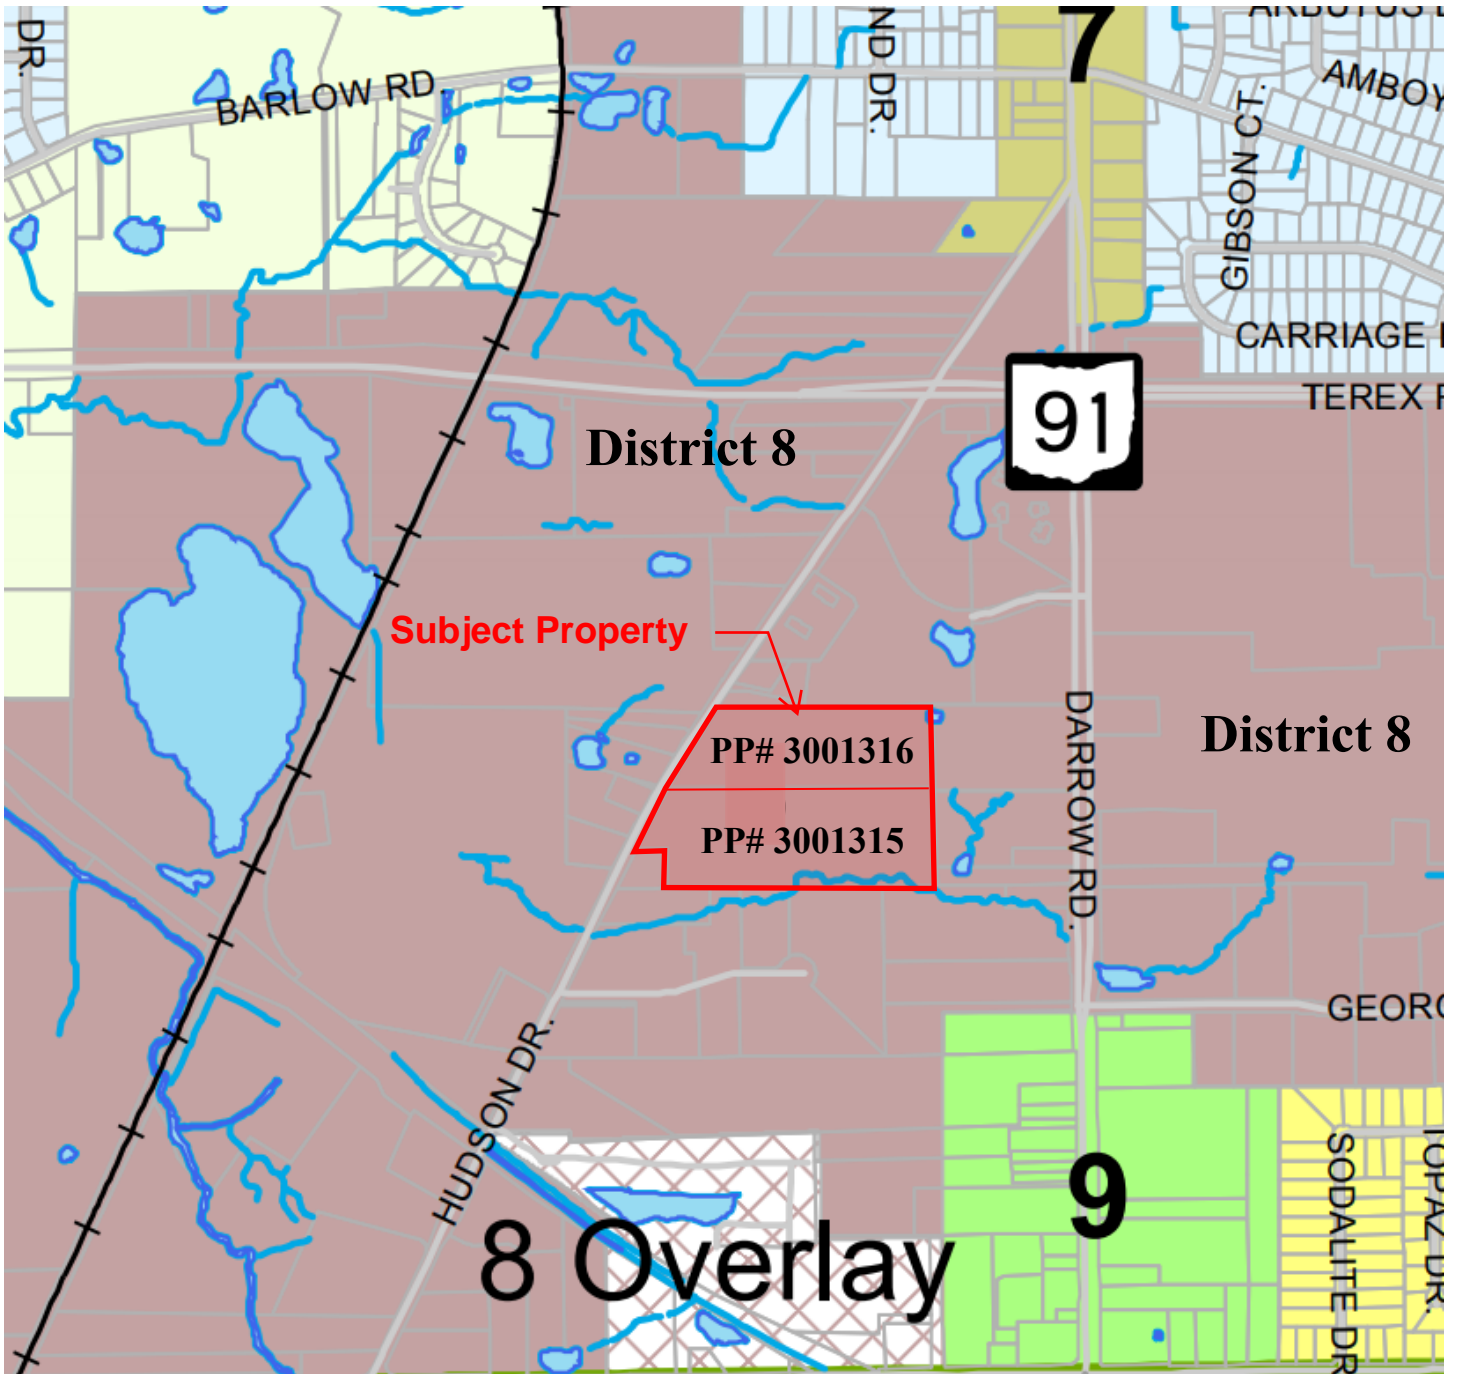 DR.
BARLOW RD.
ND DR.
7
ARBUTUS
AMBOY
GIBSON CT.
CARRIAGE
TEREX
91
District 8
Subject Property
PP# 3001316
PP# 3001315
DARROW RD.
District 8
GEORG
HUDSON DR.
8 Overlay
9
SODALITE DR
TOPAZ DR.